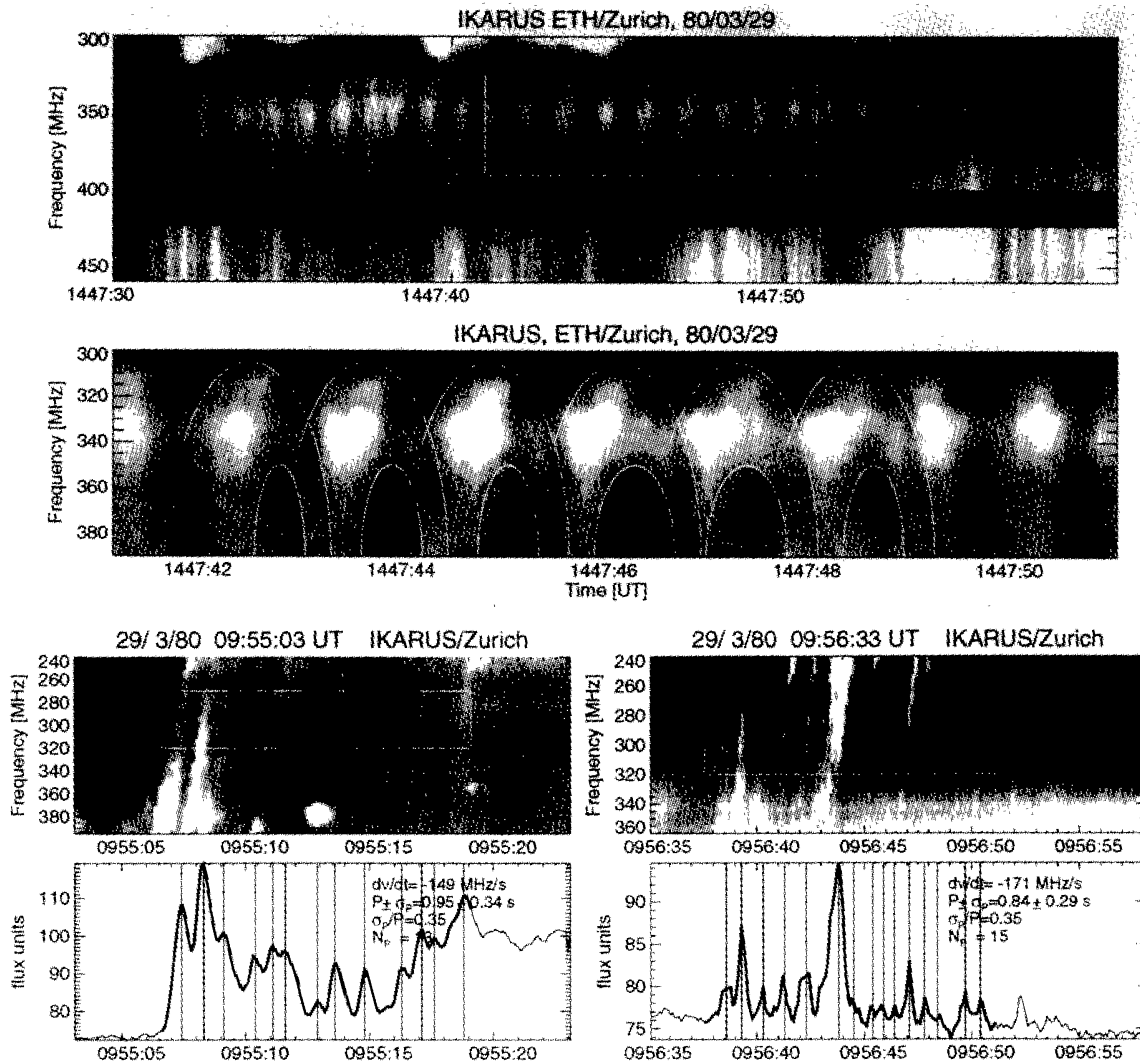 IKARUS ETH/Zurich, 80/03/29
Frequency [MHz]
300
350
400
450
1447:30 1447:40 1447:50
IKARUS, ETH/Zurich, 80/03/29
Frequency [MHz]
300
320
340
360
380
1447:42 1447:44 1447:46 1447:48 1447:50
Time [UT]
29/ 3/80 09:55:03 UT IKARUS/Zurich
Frequency [MHz]
240
260
280
300
320
340
360
380
0955:05 0955:10 0955:15 0955:20
flux units
110
100
90
80
dν/dt= -149 MHz/s
P± σp=0.95± 0.34 s
σp/P=0.35
Np =
0955:05 0955:10 0955:15 0955:20
29/ 3/80 09:56:33 UT IKARUS/Zurich
Frequency [MHz]
240
260
280
300
320
340
360
0956:35 0956:40 0956:45 0956:50 0956:55
flux units
90
85
80
75
dν/dt= -171 MHz/s
P± σp=0.84± 0.29 s
σp/P=0.35
Np = 15
0956:35 0956:40 0956:45 0956:50 0956:55